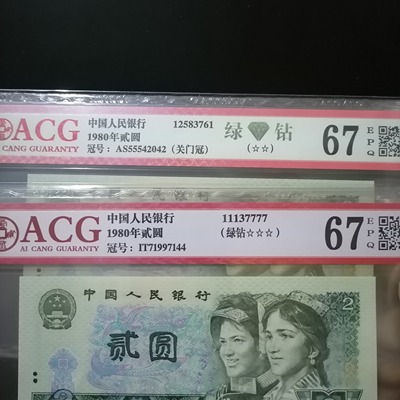 ACG
CANG GUARANTY
中国人民银行 12583761
1980年贰圆
冠号：AS55542042（关门冠）
绿 钻
（☆☆）
67 EPQ
ACG
AI CANG GUARANTY
中国人民银行 11137777
1980年贰圆 （绿钻☆☆☆）
冠号：IT71997144
67 EPQ
中国人民银行
贰圆
2